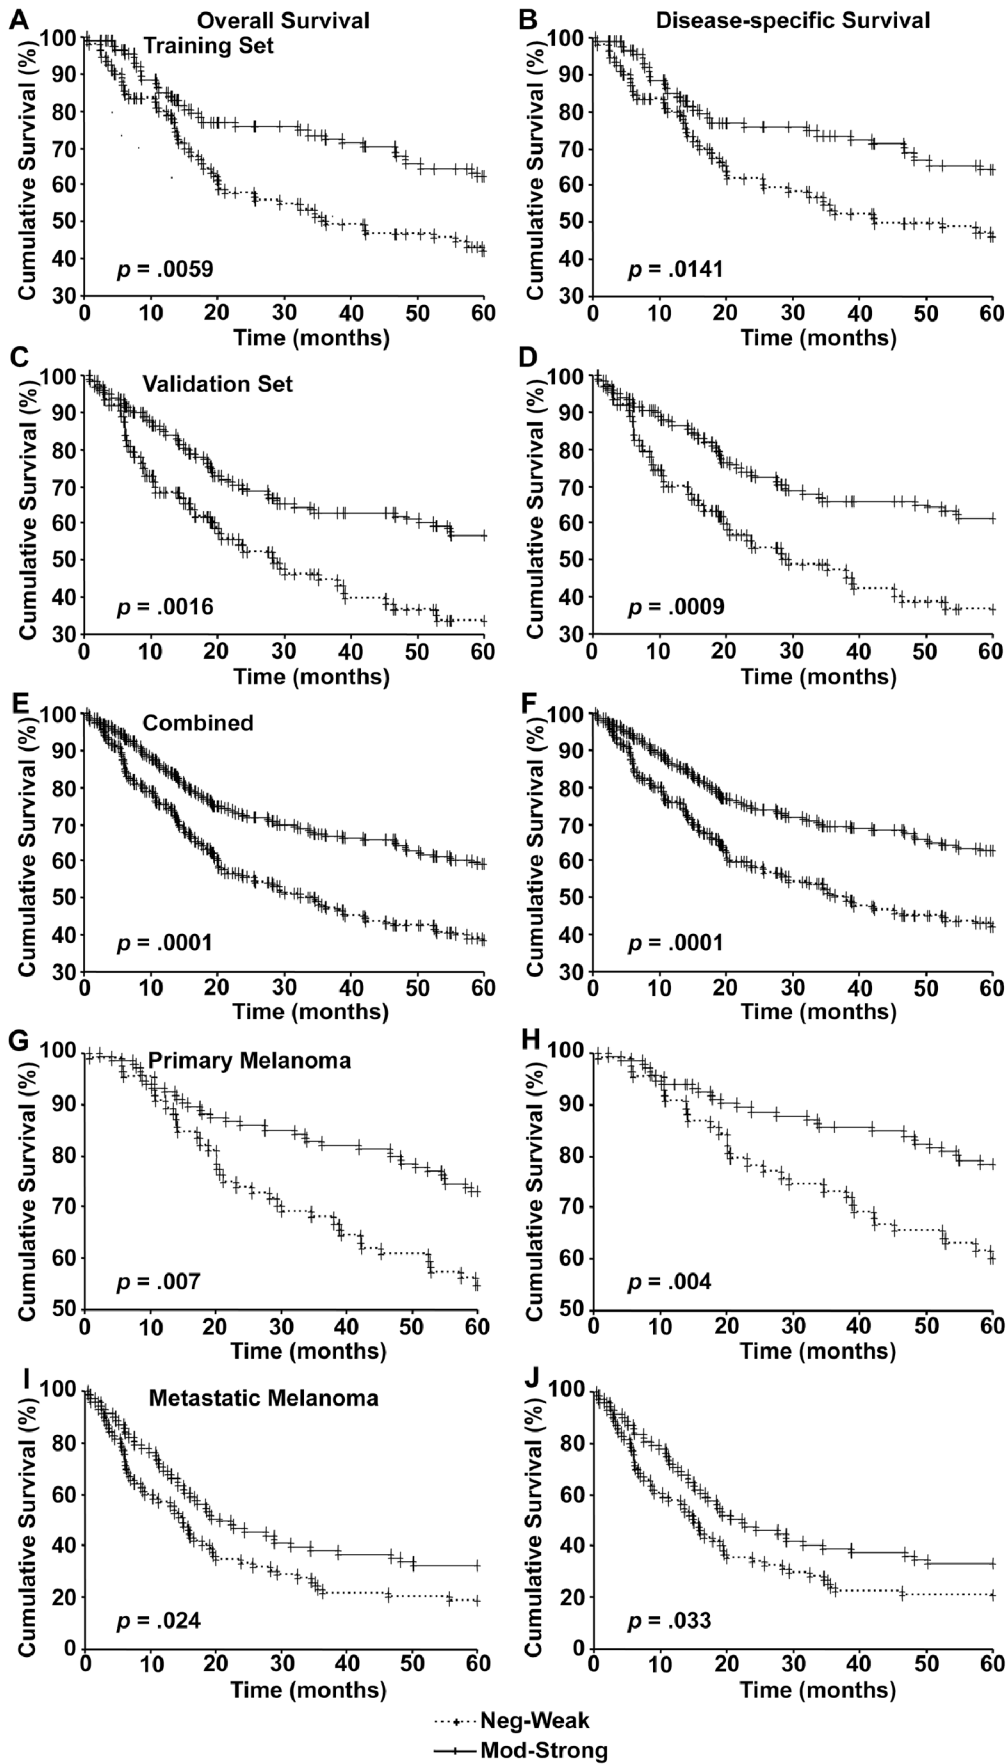 A Overall Survival
Training Set
Cumulative Survival (%)
100
90
80
70
60
50
40
30
p = .0059
0 10 20 30 40 50 60
Time (months)
B Disease-specific Survival
Cumulative Survival (%)
100
90
80
70
60
50
40
30
p = .0141
0 10 20 30 40 50 60
Time (months)
C
Validation Set
Cumulative Survival (%)
100
90
80
70
60
50
40
30
p = .0016
0 10 20 30 40 50 60
Time (months)
D
Cumulative Survival (%)
100
90
80
70
60
50
40
30
p = .0009
0 10 20 30 40 50 60
Time (months)
E
Combined
Cumulative Survival (%)
100
90
80
70
60
50
40
30
p = .0001
0 10 20 30 40 50 60
Time (months)
F
Cumulative Survival (%)
100
90
80
70
60
50
40
30
p = .0001
0 10 20 30 40 50 60
Time (months)
G
Primary Melanoma
Cumulative Survival (%)
100
90
80
70
60
50
p = .007
0 10 20 30 40 50 60
Time (months)
H
Cumulative Survival (%)
100
90
80
70
60
50
p = .004
0 10 20 30 40 50 60
Time (months)
I
Metastatic Melanoma
Cumulative Survival (%)
100
80
60
40
20
0
p = .024
0 10 20 30 40 50 60
Time (months)
J
Cumulative Survival (%)
100
80
60
40
20
0
p = .033
0 10 20 30 40 50 60
Time (months)
Neg-Weak
Mod-Strong